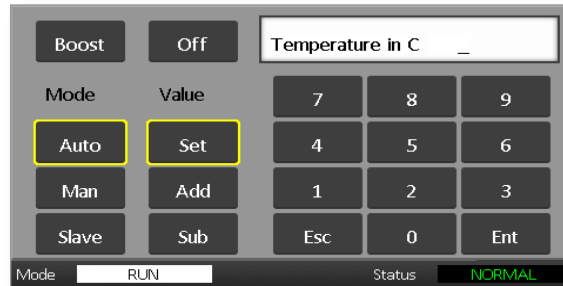 Boost Off Temperature in C _
Mode Value 7 8 9
Auto Set 4 5 6
Man Add 1 2 3
Slave Sub Esc 0 Ent
Mode RUN Status NORMAL